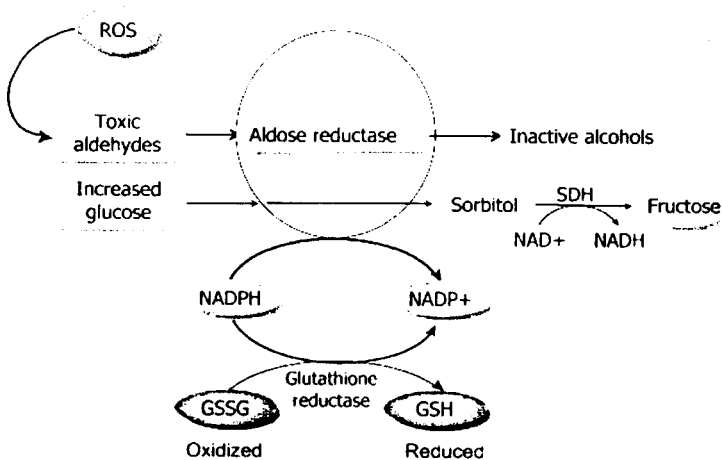 ROS
Toxic
aldehydes
Aldose reductase
Inactive alcohols
Increased
glucose
Sorbitol
SDH
Fructose
NAD+
NADH
NADPH
NADP+
Glutathione
reductase
GSSG
GSH
Oxidized
Reduced